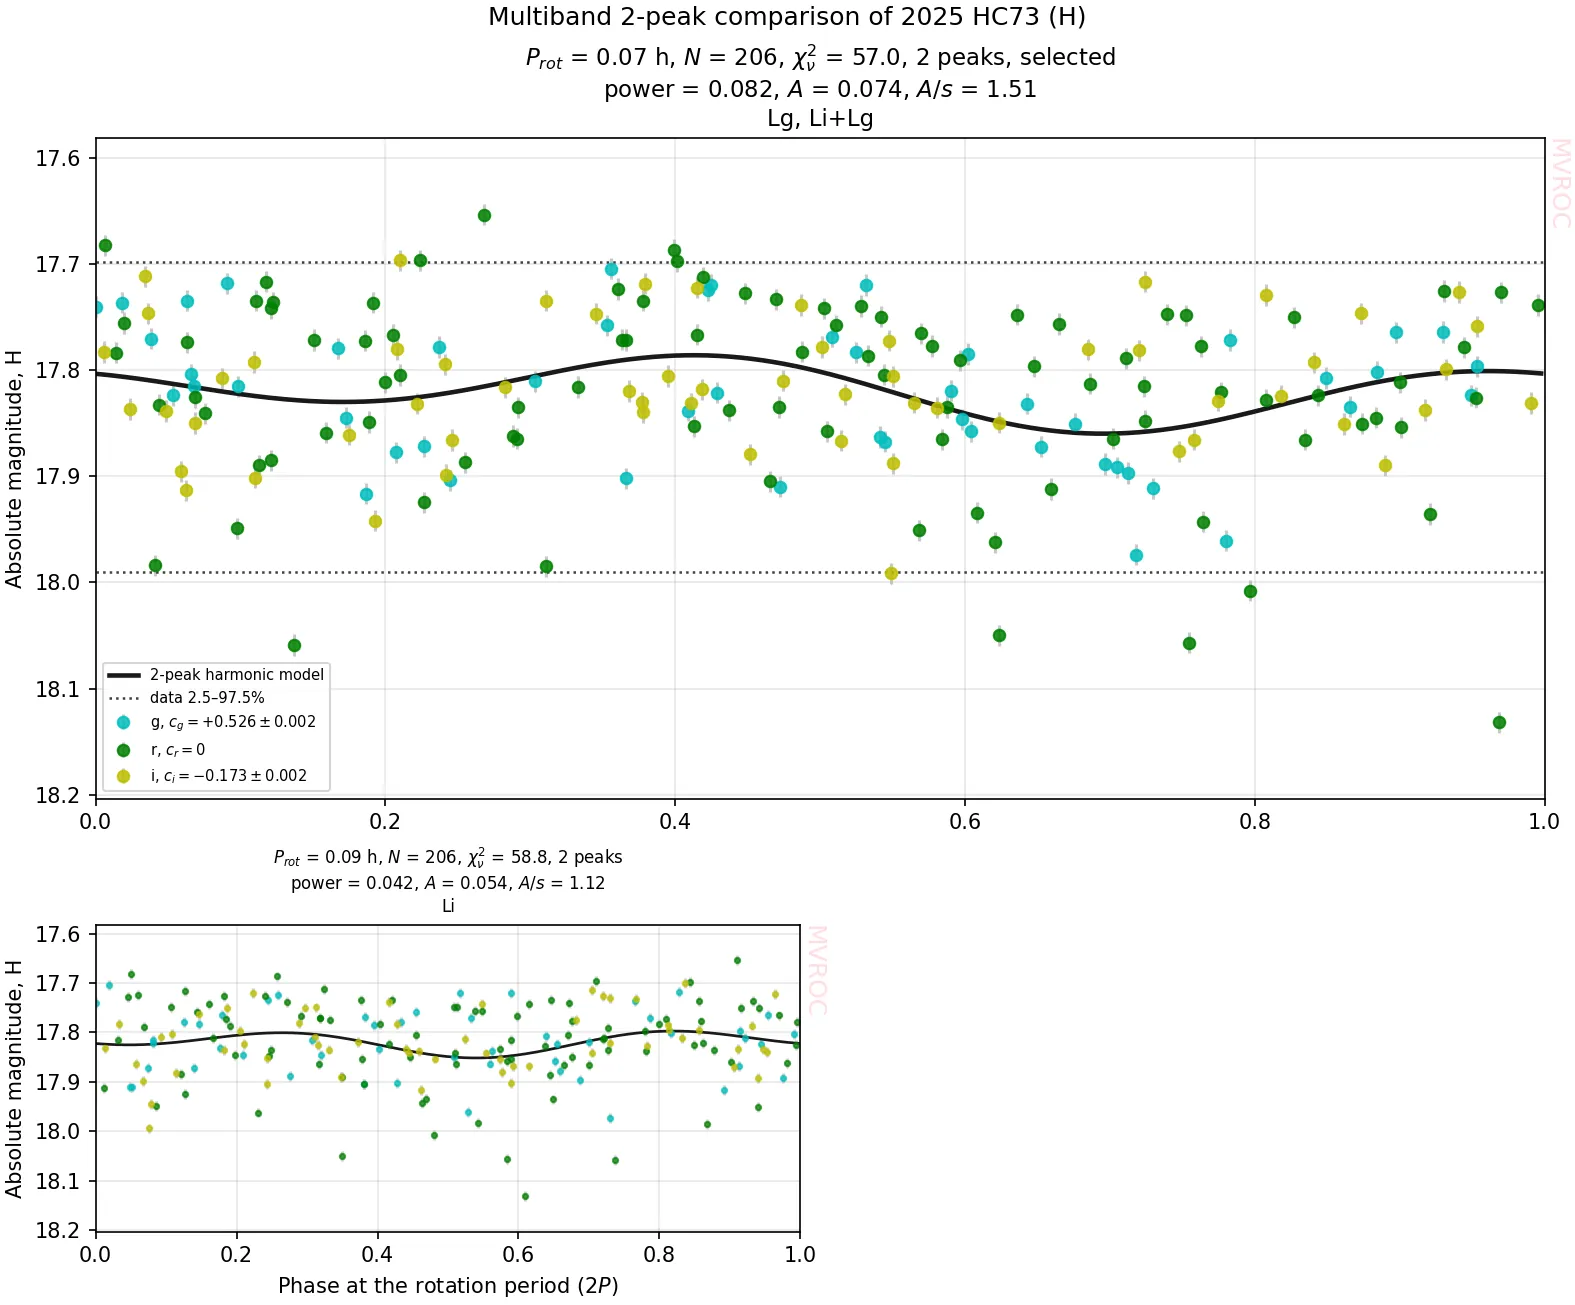 Multiband 2-peak comparison of 2025 HC73 (H)
P_rot = 0.07 h, N = 206, χ²_ν = 57.0, 2 peaks, selected
power = 0.082, A = 0.074, A/s = 1.51
Lg, Li+Lg
17.6
17.7
17.8
17.9
18.0
18.1
18.2
Absolute magnitude, H
MVROC
2-peak harmonic model
data 2.5–97.5%
g, c_g = +0.526 ± 0.002
r, c_r = 0
i, c_i = −0.173 ± 0.002
0.0 0.2 0.4 0.6 0.8 1.0
P_rot = 0.09 h, N = 206, χ²_ν = 58.8, 2 peaks
power = 0.042, A = 0.054, A/s = 1.12
Li
17.6
17.7
17.8
17.9
18.0
18.1
18.2
Absolute magnitude, H
MVROC
0.0 0.2 0.4 0.6 0.8 1.0
Phase at the rotation period (2P)